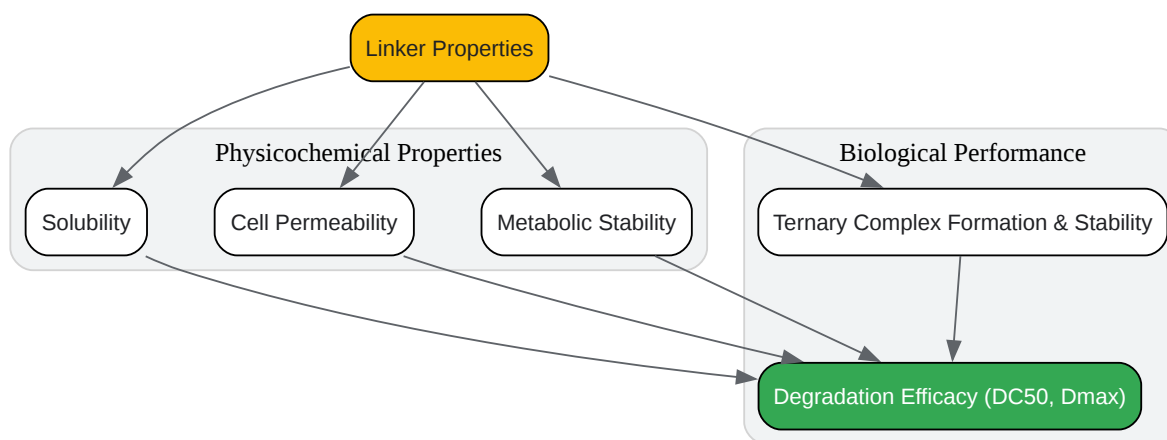 Linker Properties
Physicochemical Properties
Biological Performance
Solubility
Cell Permeability
Metabolic Stability
Ternary Complex Formation & Stability
Degradation Efficacy (DC50, Dmax)